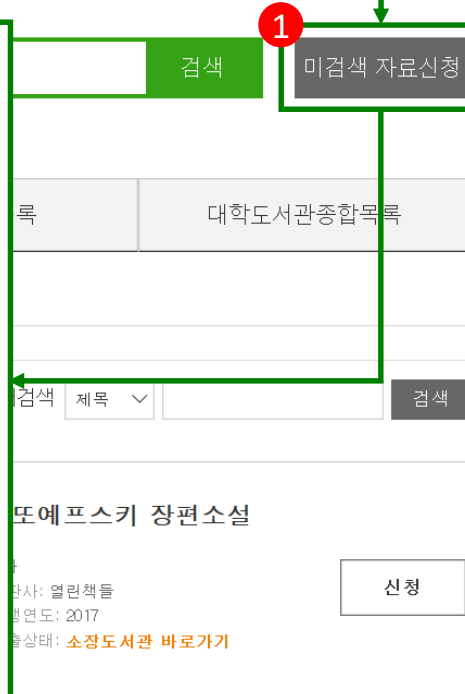 1
검색 미검색 자료신청
록 대학도서관종합목록
검색 제목 검색
또예프스키 장편소설
사: 열린책들
연도: 2017
출상태: 소장도서관 바로가기
신청